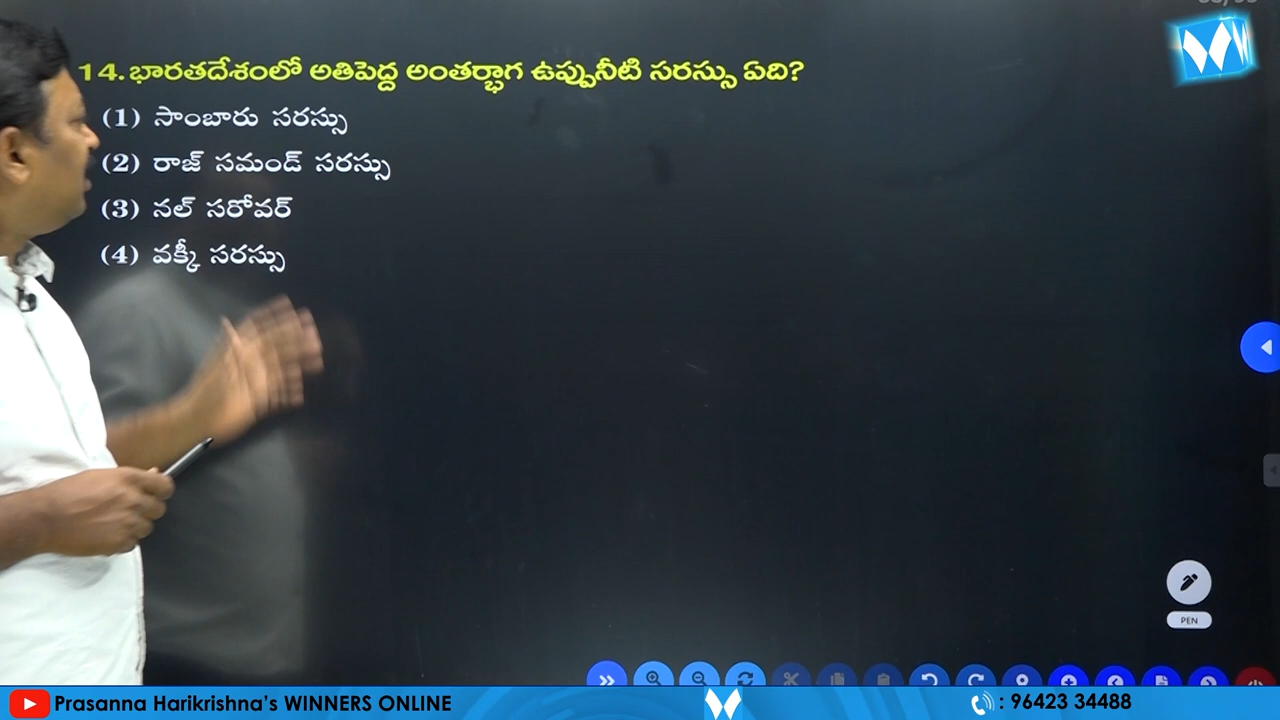 14. భారతదేశంలో అతిపెద్ద అంతర్భాగ ఉప్పునీటి సరస్సు ఏది?
(1) సాంబారు సరస్సు
(2) రాజ్ సమండ్ సరస్సు
(3) నల్ సరోవర్
(4) వక్కీ సరస్సు
PEN
Prasanna Harikrishna's WINNERS ONLINE
: 96423 34488